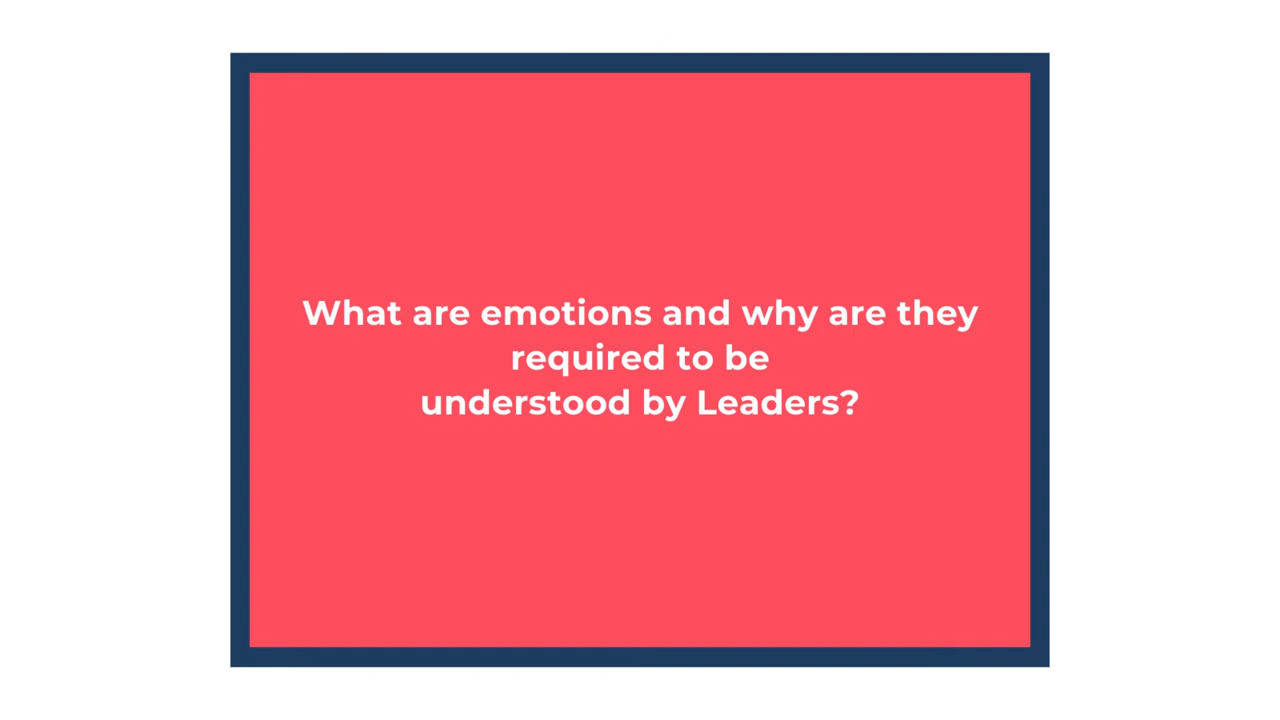 What are emotions and why are they
required to be
understood by Leaders?